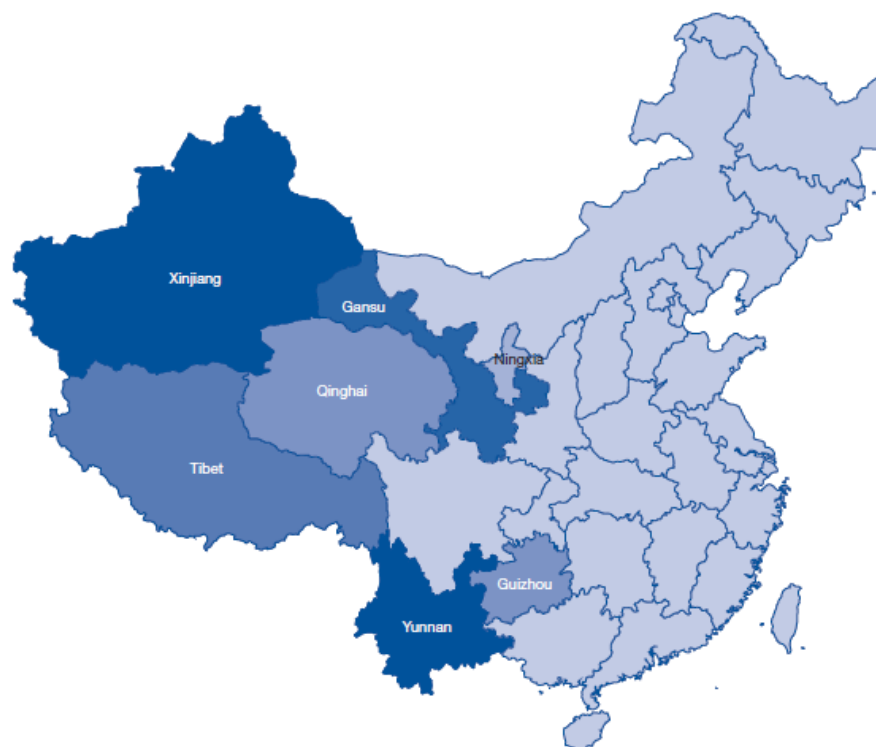 Xinjiang
Gansu
Ningxia
Qinghai
Tibet
Guizhou
Yunnan